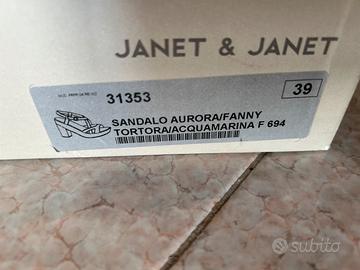 JANET & JANET
31353
39
SANDALO AURORA/FANNY
TORTORA/ACQUAMARINA F 694
subito